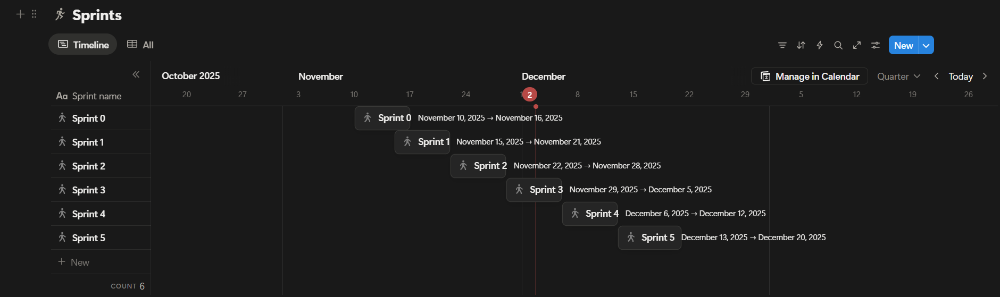 Sprints
Timeline All New
October 2025 November December Manage in Calendar Quarter Today
Aa Sprint name 20 27 3 10 17 24 2 8 15 22 29 5 12 19 26
Sprint 0 Sprint 0 November 10, 2025 → November 16, 2025
Sprint 1 Sprint 1 November 15, 2025 → November 21, 2025
Sprint 2 Sprint 2 November 22, 2025 → November 28, 2025
Sprint 3 Sprint 3 November 29, 2025 → December 5, 2025
Sprint 4 Sprint 4 December 6, 2025 → December 12, 2025
Sprint 5 Sprint 5 December 13, 2025 → December 20, 2025
New
COUNT 6